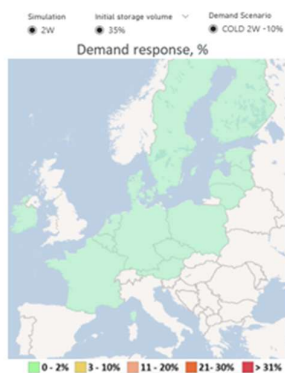 Simulation Initial storage volume Demand Scenario
2W 35% COLD 2W -10%
Demand response, %
0 - 2% 3 - 10% 11 - 20% 21- 30% > 31%